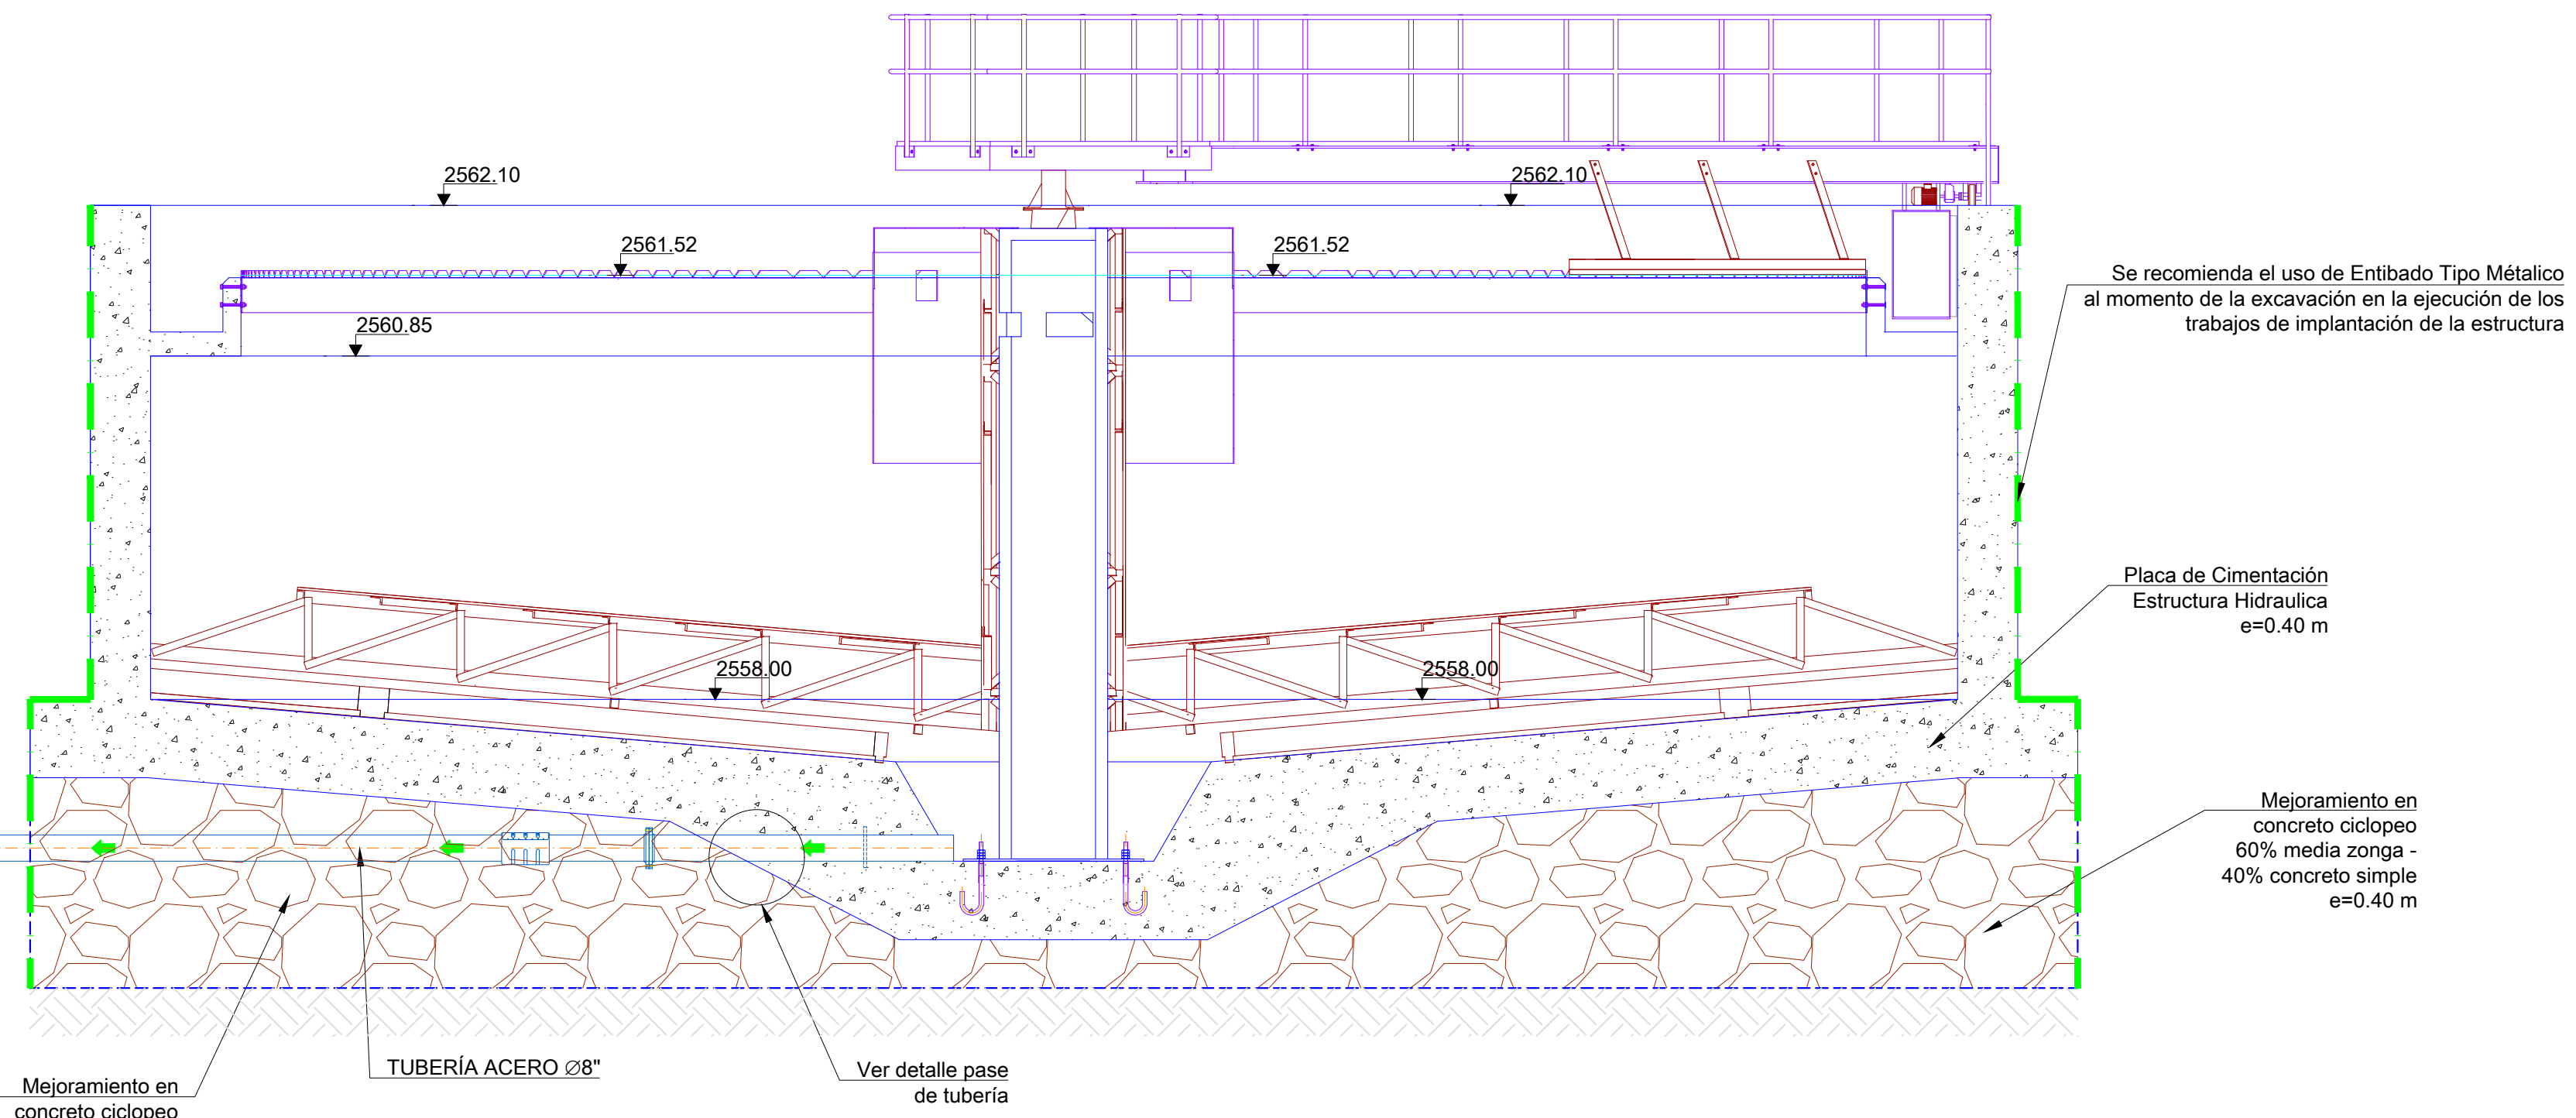 2562.10
2562.10
2561.52
2561.52
2560.85
Se recomienda el uso de Entibado Tipo Métalico
al momento de la excavación en la ejecución de los
trabajos de implantación de la estructura
Placa de Cimentación
Estructura Hidraulica
e=0.40 m
2558.00
2558.00
Mejoramiento en
concreto ciclopeo
60% media zonga -
40% concreto simple
e=0.40 m
TUBERÍA ACERO Ø8"
Ver detalle pase
de tubería
Mejoramiento en
concreto ciclopeo